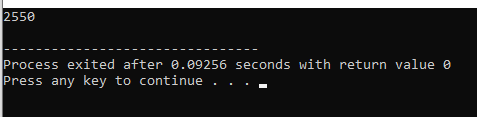 2550
--------------------------------
Process exited after 0.09256 seconds with return value 0
Press any key to continue . . .